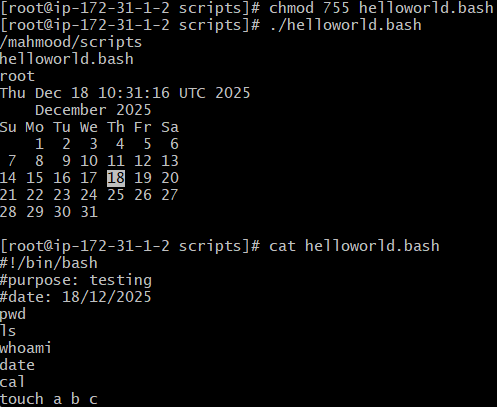 [root@ip-172-31-1-2 scripts]# chmod 755 helloworld.bash
[root@ip-172-31-1-2 scripts]# ./helloworld.bash
/mahmood/scripts
helloworld.bash
root
Thu Dec 18 10:31:16 UTC 2025
    December 2025
Su Mo Tu We Th Fr Sa
    1  2  3  4  5  6
 7  8  9 10 11 12 13
14 15 16 17 18 19 20
21 22 23 24 25 26 27
28 29 30 31
[root@ip-172-31-1-2 scripts]# cat helloworld.bash
#!/bin/bash
#purpose: testing
#date: 18/12/2025
pwd
ls
whoami
date
cal
touch a b c